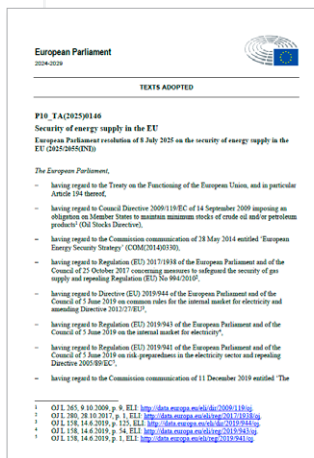 European Parliament
2024-2029
TEXTS ADOPTED
P10_TA(2025)0146
Security of energy supply in the EU
European Parliament resolution of 8 July 2025 on the security of energy supply in the
EU (2025/2055(INI))
The European Parliament,
– having regard to the Treaty on the Functioning of the European Union, and in particular
Article 194 thereof,
– having regard to Council Directive 2009/119/EC of 14 September 2009 imposing an
obligation on Member States to maintain minimum stocks of crude oil and/or petroleum
products¹ (Oil Stocks Directive),
– having regard to the Commission communication of 28 May 2014 entitled ‘European
Energy Security Strategy’ (COM(2014)0330),
– having regard to Regulation (EU) 2017/1938 of the European Parliament and of the
Council of 25 October 2017 concerning measures to safeguard the security of gas
supply and repealing Regulation (EU) No 994/2010²,
– having regard to Directive (EU) 2019/944 of the European Parliament and of the
Council of 5 June 2019 on common rules for the internal market for electricity and
amending Directive 2012/27/EU³,
– having regard to Regulation (EU) 2019/943 of the European Parliament and of the
Council of 5 June 2019 on the internal market for electricity⁴,
– having regard to Regulation (EU) 2019/941 of the European Parliament and of the
Council of 5 June 2019 on risk-preparedness in the electricity sector and repealing
Directive 2005/89/EC⁵,
– having regard to the Commission communication of 11 December 2019 entitled ‘The
¹ OJ L 265, 9.10.2009, p. 9, ELI: http://data.europa.eu/eli/dir/2009/119/oj.
² OJ L 280, 28.10.2017, p. 1, ELI: http://data.europa.eu/eli/reg/2017/1938/oj.
³ OJ L 158, 14.6.2019, p. 125, ELI: http://data.europa.eu/eli/dir/2019/944/oj.
⁴ OJ L 158, 14.6.2019, p. 54, ELI: http://data.europa.eu/eli/reg/2019/943/oj.
⁵ OJ L 158, 14.6.2019, p. 1, ELI: http://data.europa.eu/eli/reg/2019/941/oj.